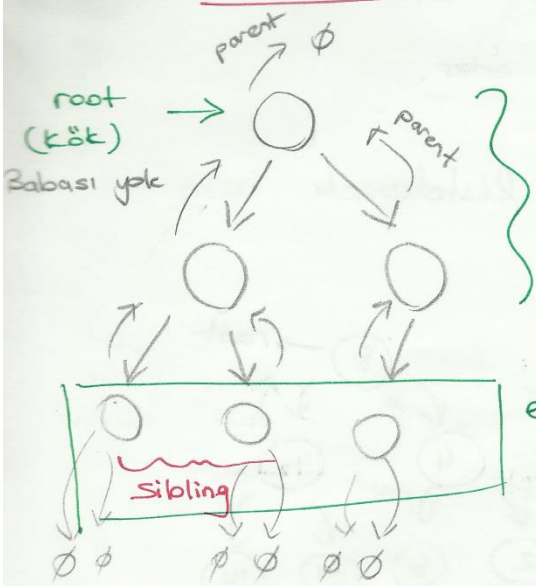 parent Ø
root
(kök)
Babası yok
parent
sibling
Ø Ø Ø Ø Ø Ø